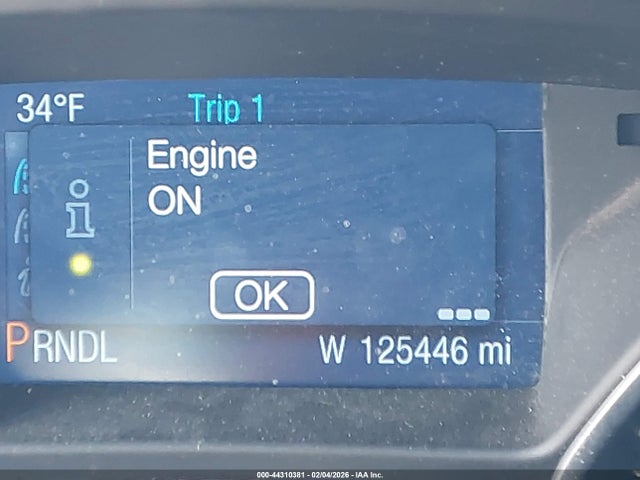 34°F Trip 1
Engine
ON
OK
PRNDL W 125446 mi
000-44310381 - 02/04/2026 - IAA Inc.